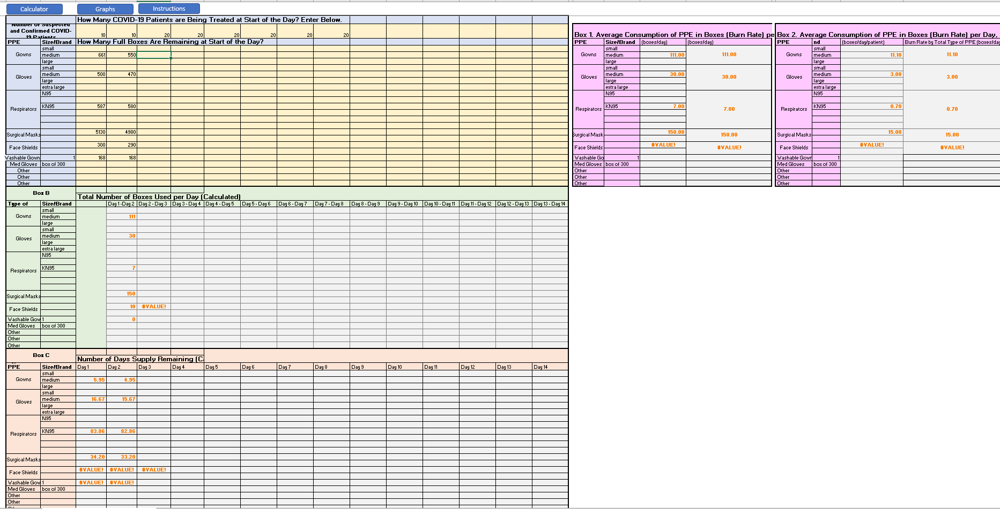 Calculator Graphs Instructions
How Many COVID-19 Patients are Being Treated at Start of the Day? Enter Below.
Number of Suspected
and Confirmed COVID-
19 Patients
10 10 20 20 20 20 20 20
PPE Size/Brand How Many Full Boxes Are Remaining at Start of the Day?
small
Gowns medium 661 550
large
small
Gloves medium 500 470
large
extra large
N95
Respirators KN95 587 580
Surgical Masks 5130 4980
Face Shields 300 290
Washable Gown 1 168 168
Med Gloves box of 300
Other
Other
Other
Box 1. Average Consumption of PPE in Boxes (Burn Rate) pe
PPE Size/Brand (boxes/day) (boxes/day)
small
Gowns medium 111.00 111.00
large
small
Gloves medium 30.00 30.00
large
extra large
N95
Respirators KN95 7.00 7.00
Surgical Mask 150.00 150.00
Face Shields #VALUE! #VALUE!
Washable Go 1
Med Gloves box of 300
Other
Other
Other
Box 2. Average Consumption of PPE in Boxes (Burn Rate) per Day,
PPE nd (boxes/day/patient) Burn Rate by Total Type of PPE (boxes/da
small
Gowns medium 11.10 11.10
large
small
Gloves medium 3.00 3.00
large
extra large
N95
Respirators KN95 0.70 0.70
Surgical Masks 15.00 15.00
Face Shields #VALUE! #VALUE!
Washable Gowr 1
Med Gloves box of 300
Other
Other
Other
Box B
Total Number of Boxes Used per Day (Calculated)
Type of Size/Brand Day 1 -Day 2 Day 2 - Day 3 Day 3 - Day 4 Day 4 - Day 5 Day 5 - Day 6 Day 6 - Day 7 Day 7 - Day 8 Day 8 - Day 9 Day 9 - Day 10 Day 10 - Day 11 Day 11 - Day 12 Day 12 - Day 13 Day 13 - Day 14
small
Gowns medium 111
large
small
Gloves medium 30
large
extra large
N95
Respirators KN95 7
Surgical Masks 150
Face Shields 10 #VALUE!
Washable Gow 1 0
Med Gloves box of 300
Other
Other
Other
Box C
Number of Days Supply Remaining (C
PPE Size/Brand Day 1 Day 2 Day 3 Day 4 Day 5 Day 6 Day 7 Day 8 Day 9 Day 10 Day 11 Day 12 Day 13 Day 14
small
Gowns medium 5.95 4.95
large
small
Gloves medium 16.67 15.67
large
extra large
N95
Respirators KN95 83.86 82.86
Surgical Masks 34.20 33.20
Face Shields #VALUE! #VALUE! #VALUE!
Washable Gow 1 #VALUE! #VALUE!
Med Gloves box of 300
Other
Other